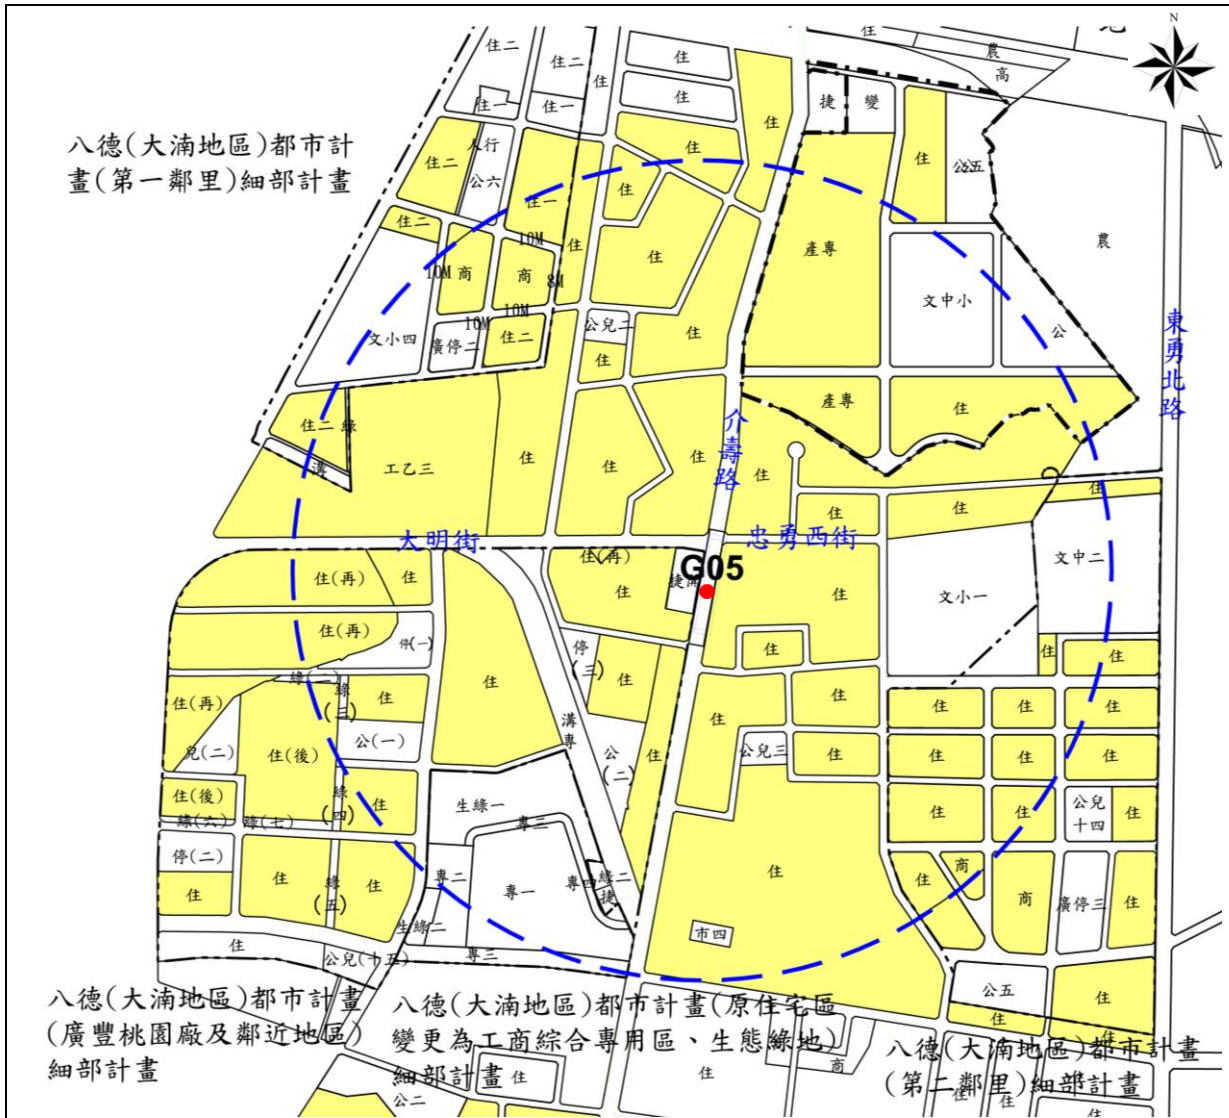 N
住
農
高
地
住二
住二
住
住
住
住一
住一
住
捷
變
八德(大湳地區)都市計
畫(第一鄰里)細部計畫
住二
人行
公六
住
住
住
公五
住一
住
住二
10M
住
住
產專
農
10M
商
商
8M
文中小
10M
10M
公兒二
公
文小四
廣停二
住二
住
住
東勇北路
產專
住
介壽路
住二
綠
溝
工乙三
住
住
住
住
住
住
住
大明街
忠勇西街
住(再)
G05
捷開
文中二
住(再)
住
住
住
文小一
住(再)
停(一)
停(三)
住
住
住
綠(二)
住(再)
綠(三)
住
住
住
住
住
住
住
住
溝專
住
兒(二)
住(後)
公(一)
公(二)
住
公兒三
住
住
住
住
住(後)
綠(四)
住
生綠一
專二
住
住
公兒十四
住
綠(六)
綠(七)
停(二)
住
住
綠(五)
住
專二
專一
專四
綠二
捷
住
住
商
商
廣停三
住
生綠二
市四
住
公兒(十五)
專三
公五
住
八德(大湳地區)都市計畫
(廣豐桃園廠及鄰近地區)
細部計畫
八德(大湳地區)都市計畫(原住宅區
變更為工商綜合專用區、生態綠地)
細部計畫
八德(大湳地區)都市計畫
(第二鄰里)細部計畫
住
住
商
住
住
公二
住
住
住